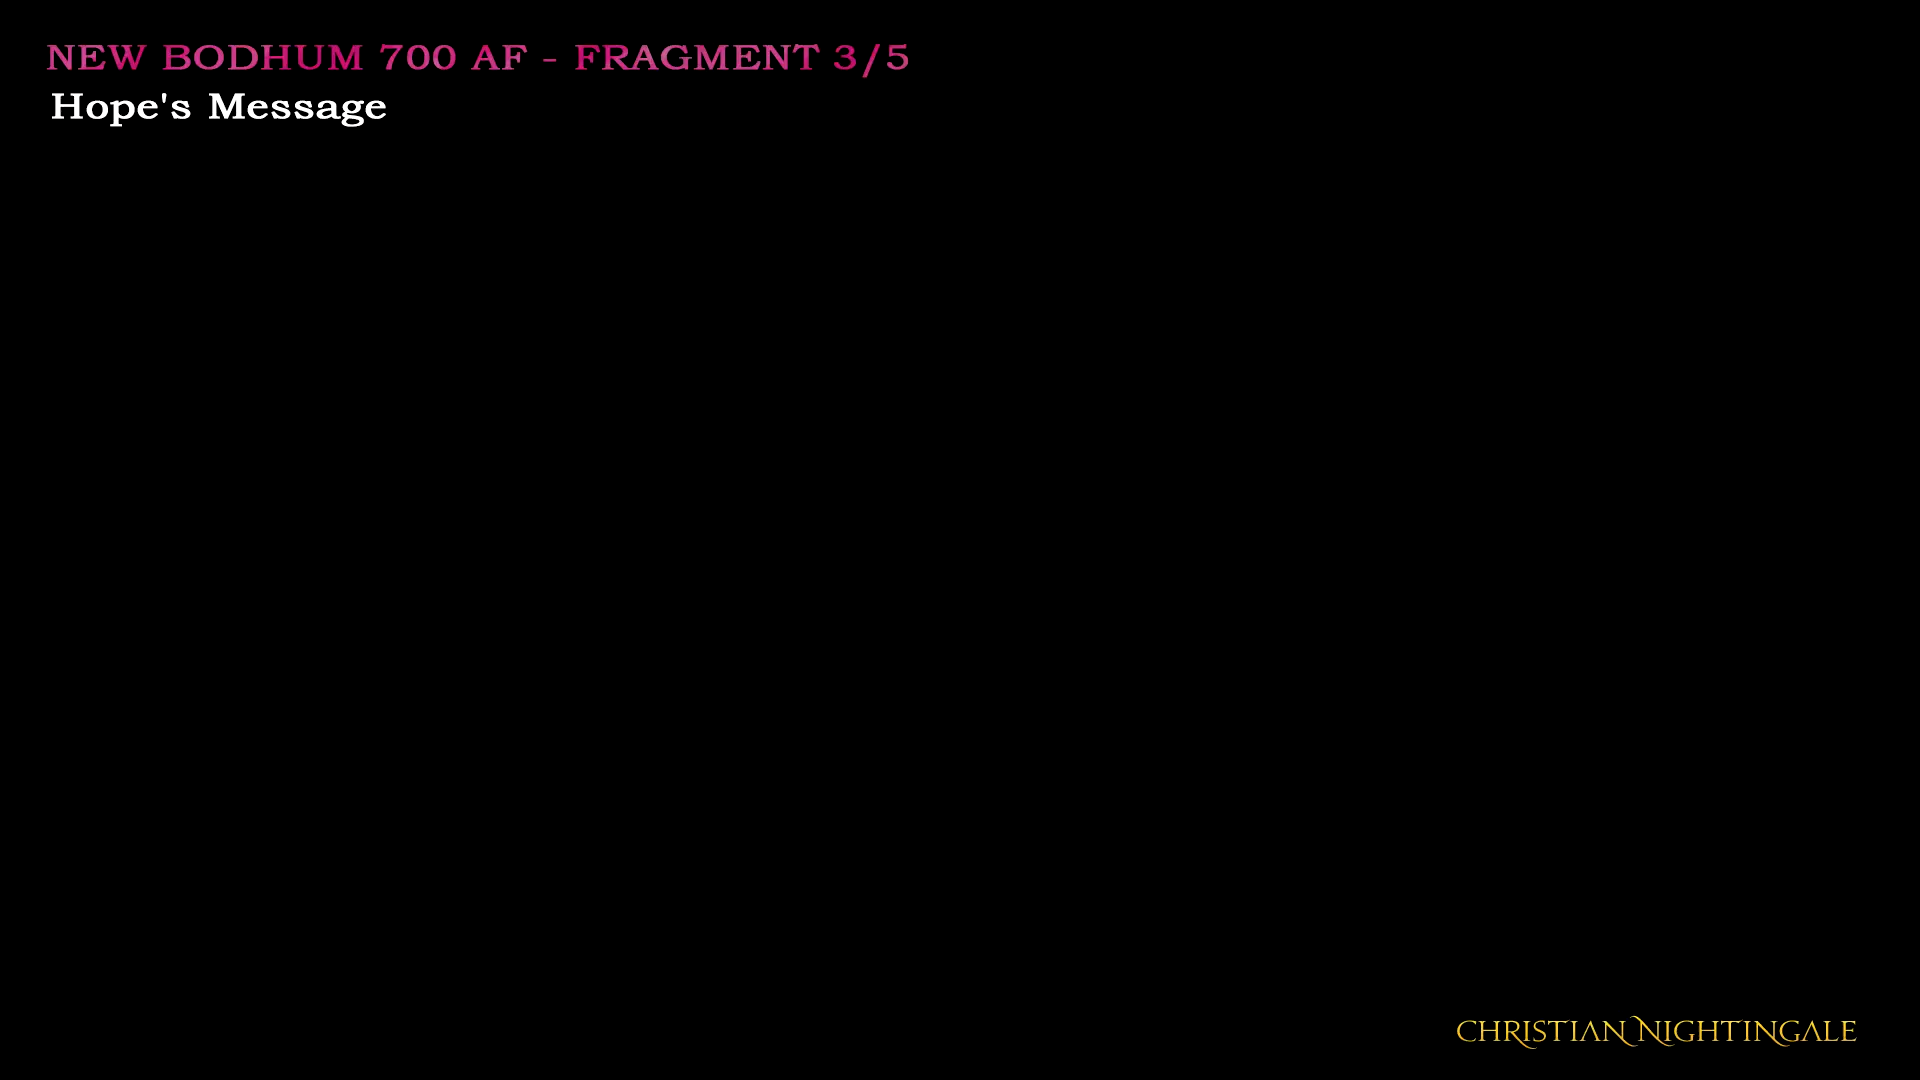 NEW BODHUM 700 AF - FRAGMENT 3/5
Hope's Message
CHRISTIAN NIGHTINGALE